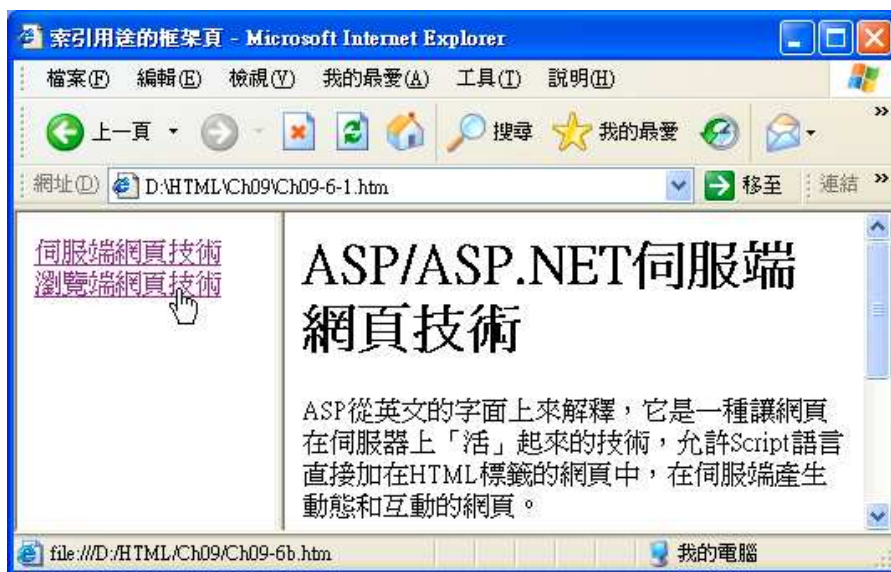 索引用途的框架頁 - Microsoft Internet Explorer
檔案(F) 編輯(E) 檢視(V) 我的最愛(A) 工具(T) 說明(H)
上一頁 搜尋 我的最愛 »
網址(D) D:\HTML\Ch09\Ch09-6-1.htm 移至 連結 »
伺服端網頁技術
瀏覽端網頁技術
ASP/ASP.NET伺服端
網頁技術
ASP從英文的字面上來解釋，它是一種讓網頁
在伺服器上「活」起來的技術，允許Script語言
直接加在HTML標籤的網頁中，在伺服端產生
動態和互動的網頁。
file:///D:/HTML/Ch09/Ch09-6b.htm 我的電腦